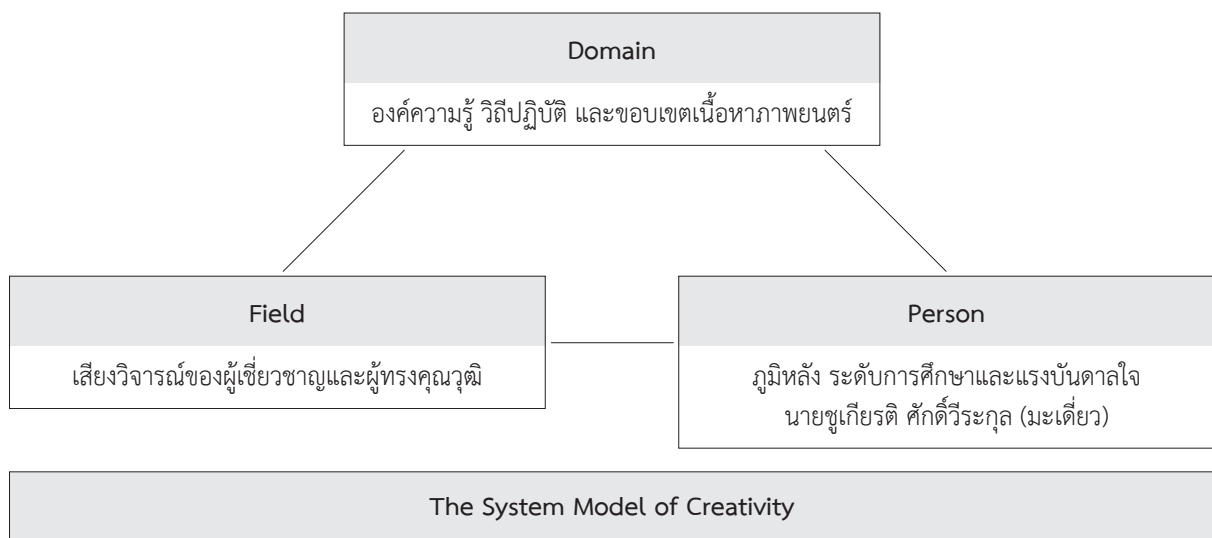 Domain
องค์ความรู้ วิถีปฏิบัติ และขอบเขตเนื้อหาภาพยนตร์
Field
เสียงวิจารณ์ของผู้เชี่ยวชาญและผู้ทรงคุณวุฒิ
Person
ภูมิหลัง ระดับการศึกษาและแรงบันดาลใจ
นายชูเกียรติ ศักดิ์วีระกุล (มะเดี่ยว)
The System Model of Creativity